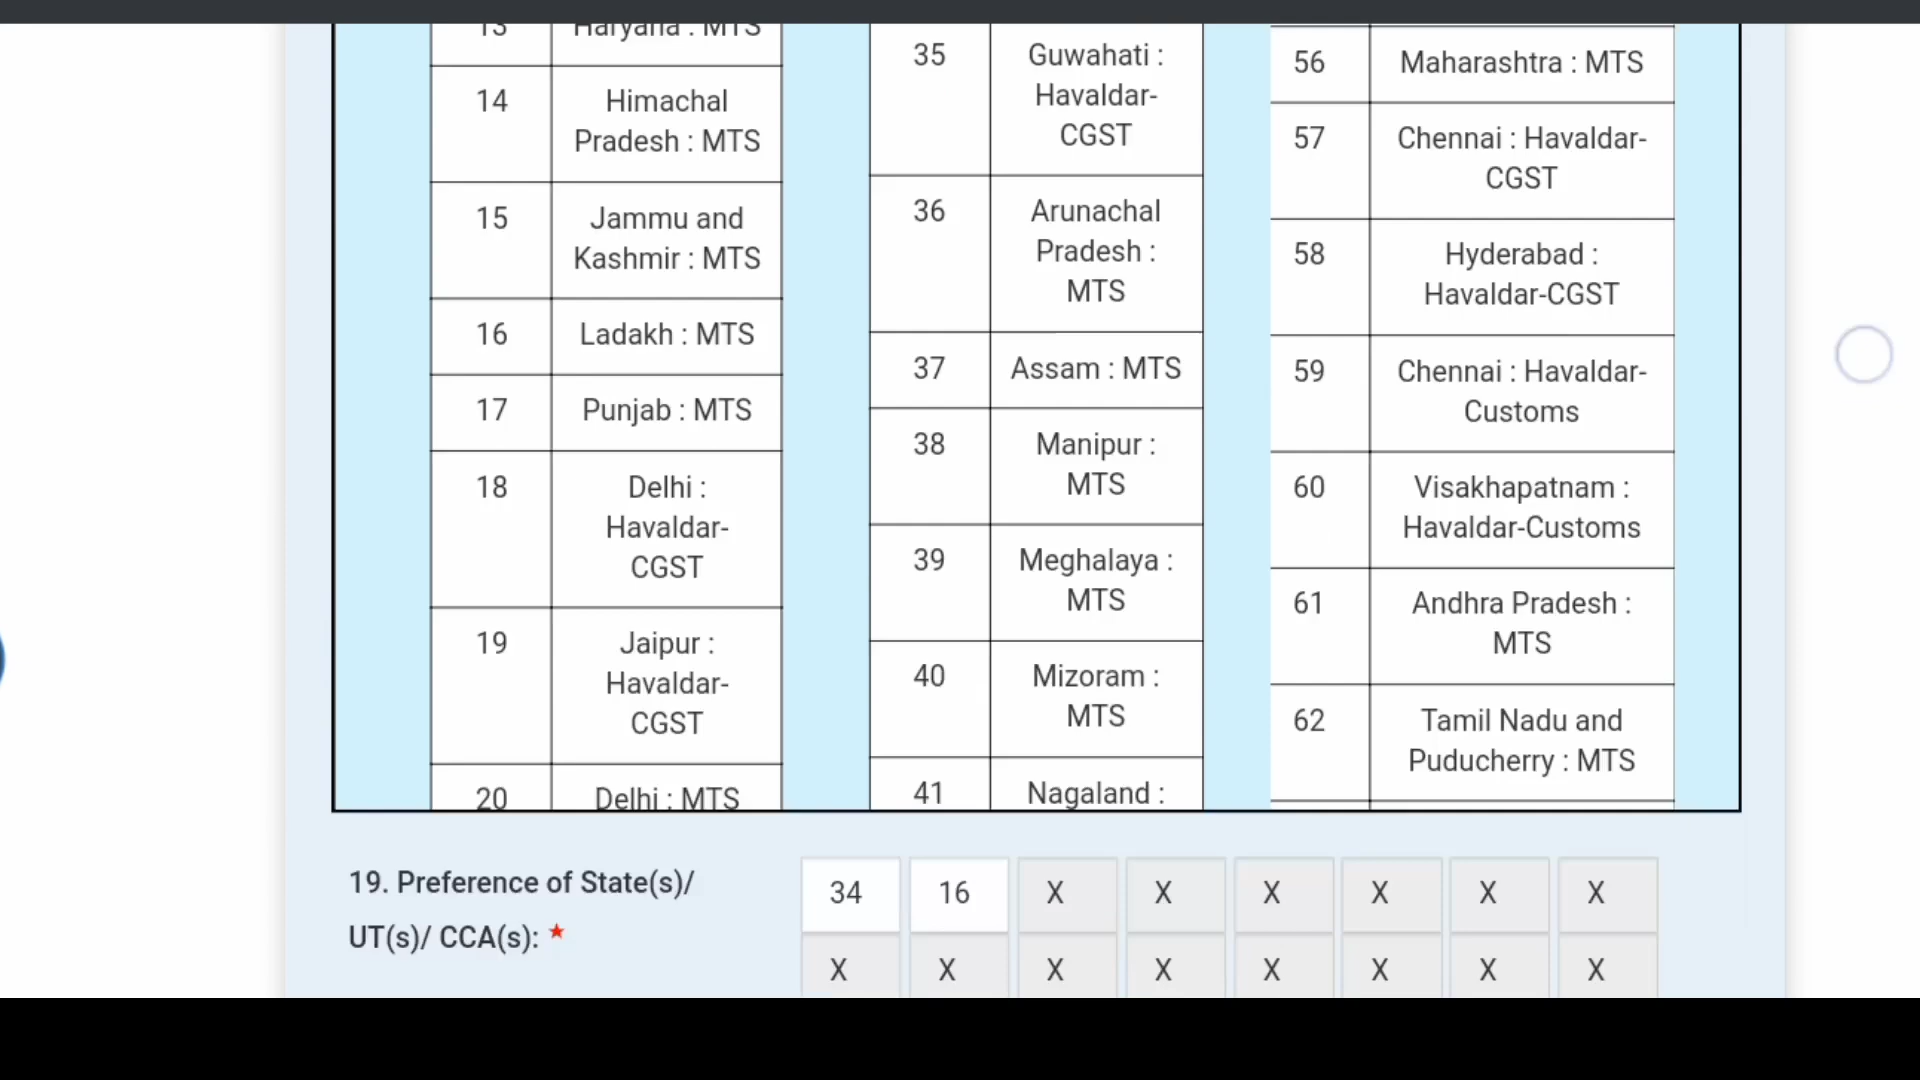 13
Haryana : MTS
14
Himachal
Pradesh : MTS
15
Jammu and
Kashmir : MTS
16
Ladakh : MTS
17
Punjab : MTS
18
Delhi :
Havaldar-
CGST
19
Jaipur :
Havaldar-
CGST
20
Delhi : MTS
35
Guwahati :
Havaldar-
CGST
36
Arunachal
Pradesh :
MTS
37
Assam : MTS
38
Manipur :
MTS
39
Meghalaya :
MTS
40
Mizoram :
MTS
41
Nagaland :
56
Maharashtra : MTS
57
Chennai : Havaldar-
CGST
58
Hyderabad :
Havaldar-CGST
59
Chennai : Havaldar-
Customs
60
Visakhapatnam :
Havaldar-Customs
61
Andhra Pradesh :
MTS
62
Tamil Nadu and
Puducherry : MTS
19. Preference of State(s)/
UT(s)/ CCA(s): *
34 16 X X X X X X
X X X X X X X X